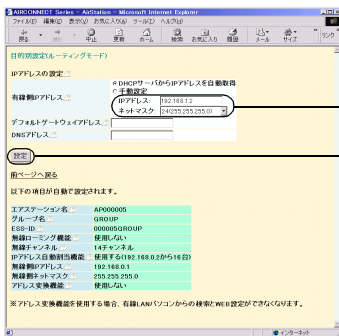 AIRCONNECT Series - AirStation - Microsoft Internet Explorer
ファイル(F) 編集(E) 表示(V) お気に入り(A) ツール(T) ヘルプ(H)
戻る 中止 更新 ホーム 検索 お気に入り 履歴 メール サイズ リンク
目的別設定(ルーティングモード)
IPアドレスの設定
有線側IPアドレス
DHCPサーバからIPアドレスを自動取得
手動設定
IPアドレス: 192.168.1.2
ネットマスク: 24(255.255.255.0)
デフォルトゲートウェイアドレス
DNSアドレス
設定
前ページへ戻る
以下の項目が自動で設定されます。
エアステーション名 AP000005
グループ名 GROUP
ESS-ID 000005GROUP
無線ローミング機能 使用しない
無線チャンネル 14チャンネル
IPアドレス自動割当機能 使用する(192.168.0.2から16台)
無線側IPアドレス 192.168.0.1
無線側ネットマスク 255.255.255.0
アドレス変換機能 使用しない
※アドレス変換機能を使用する場合、有線LANパソコンからの検索とWEB設定ができなくなります。
インターネット